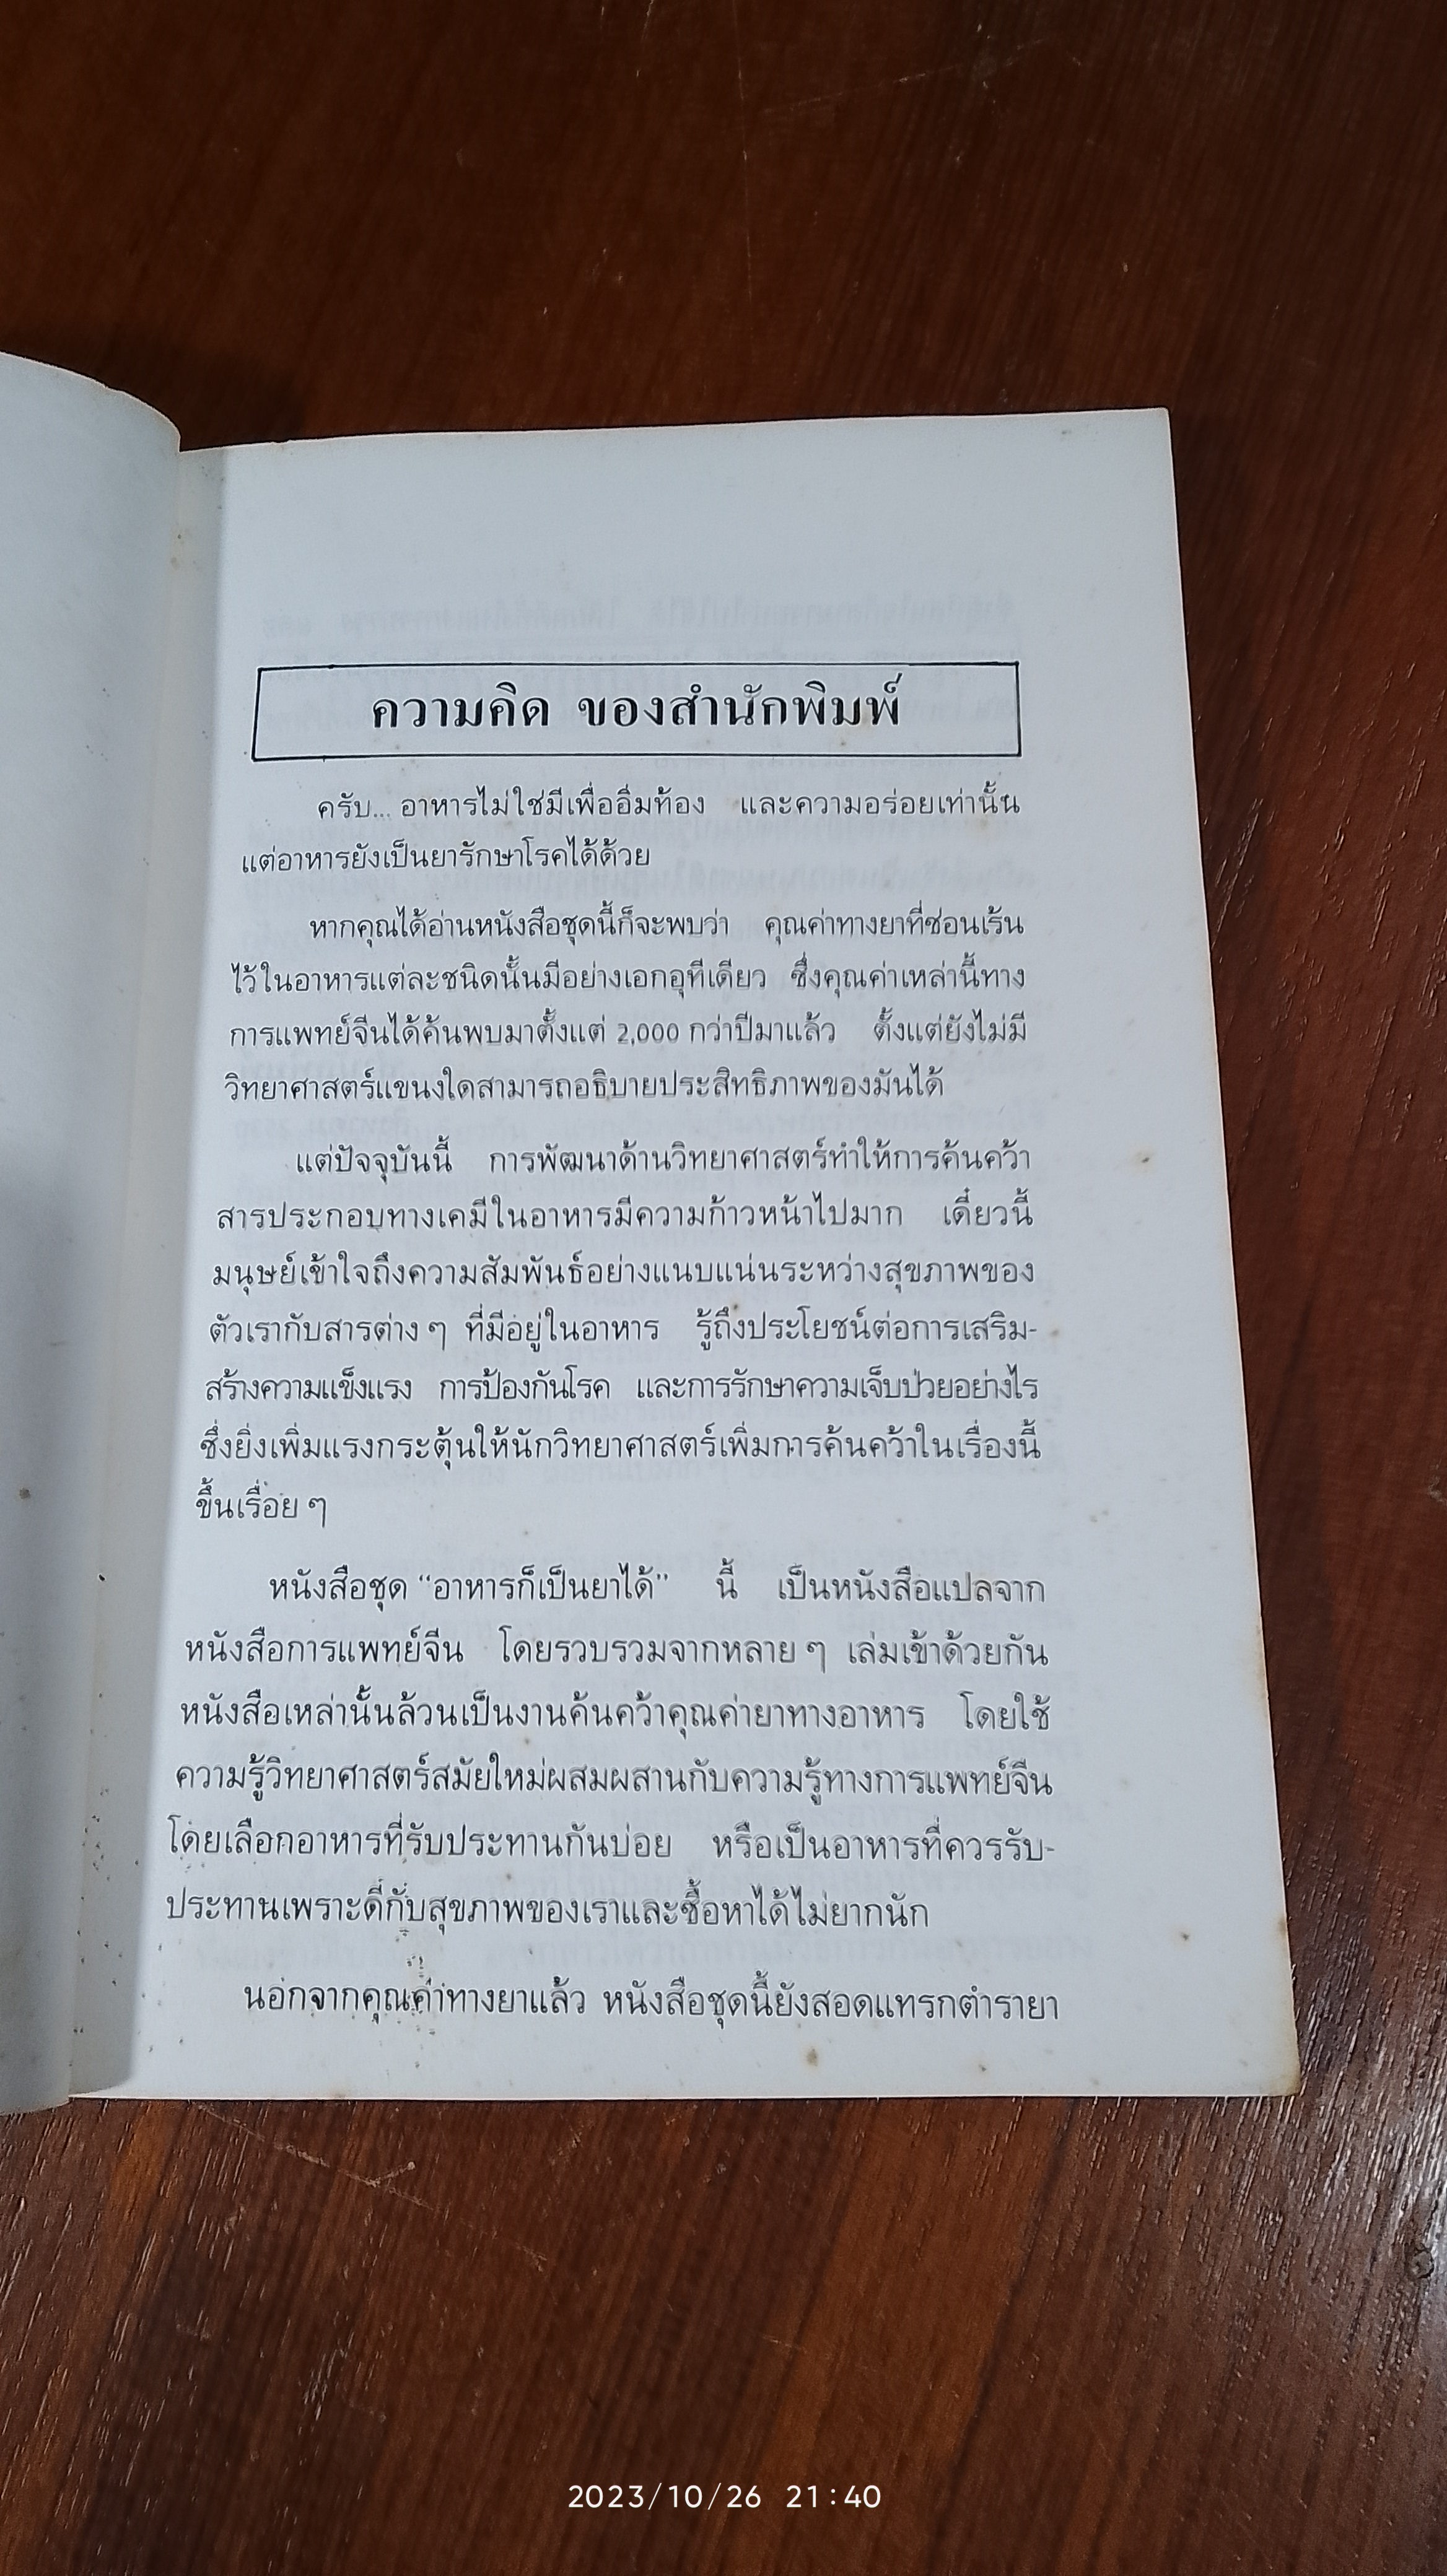 ความคิด ของสำนักพิมพ์
ครับ... อาหารไม่ใช่มีเพื่ออิ่มท้อง และความอร่อยเท่านั้น
แต่อาหารยังเป็นยารักษาโรคได้ด้วย
หากคุณได้อ่านหนังสือชุดนี้ก็จะพบว่า คุณค่าทางยาที่ซ่อนเร้น
ไว้ในอาหารแต่ละชนิดนั้นมีอย่างเอกอุทีเดียว ซึ่งคุณค่าเหล่านี้ทาง
การแพทย์จีนได้ค้นพบมาตั้งแต่ 2,000 กว่าปีมาแล้ว ตั้งแต่ยังไม่มี
วิทยาศาสตร์แขนงใดสามารถอธิบายประสิทธิภาพของมันได้
แต่ปัจจุบันนี้ การพัฒนาด้านวิทยาศาสตร์ทำให้การค้นคว้า
สารประกอบทางเคมีในอาหารมีความก้าวหน้าไปมาก เดี๋ยวนี้
มนุษย์เข้าใจถึงความสัมพันธ์อย่างแนบแน่นระหว่างสุขภาพของ
ตัวเรากับสารต่าง ๆ ที่มีอยู่ในอาหาร รู้ถึงประโยชน์ต่อการเสริม-
สร้างความแข็งแรง การป้องกันโรค และการรักษาความเจ็บป่วยอย่างไร
ซึ่งยิ่งเพิ่มแรงกระตุ้นให้นักวิทยาศาสตร์เพิ่มการค้นคว้าในเรื่องนี้
ขึ้นเรื่อย ๆ
หนังสือชุด “อาหารก็เป็นยาได้” นี้ เป็นหนังสือแปลจาก
หนังสือการแพทย์จีน โดยรวบรวมจากหลาย ๆ เล่มเข้าด้วยกัน
หนังสือเหล่านั้นล้วนเป็นงานค้นคว้าคุณค่ายาทางอาหาร โดยใช้
ความรู้วิทยาศาสตร์สมัยใหม่ผสมผสานกับความรู้ทางการแพทย์จีน
โดยเลือกอาหารที่รับประทานกันบ่อย หรือเป็นอาหารที่ควรรับ-
ประทานเพราะดีกับสุขภาพของเราและซื้อหาได้ไม่ยากนัก
นอกจากคุณค่าทางยาแล้ว หนังสือชุดนี้ยังสอดแทรกตำรายา
2023/10/26 21:40